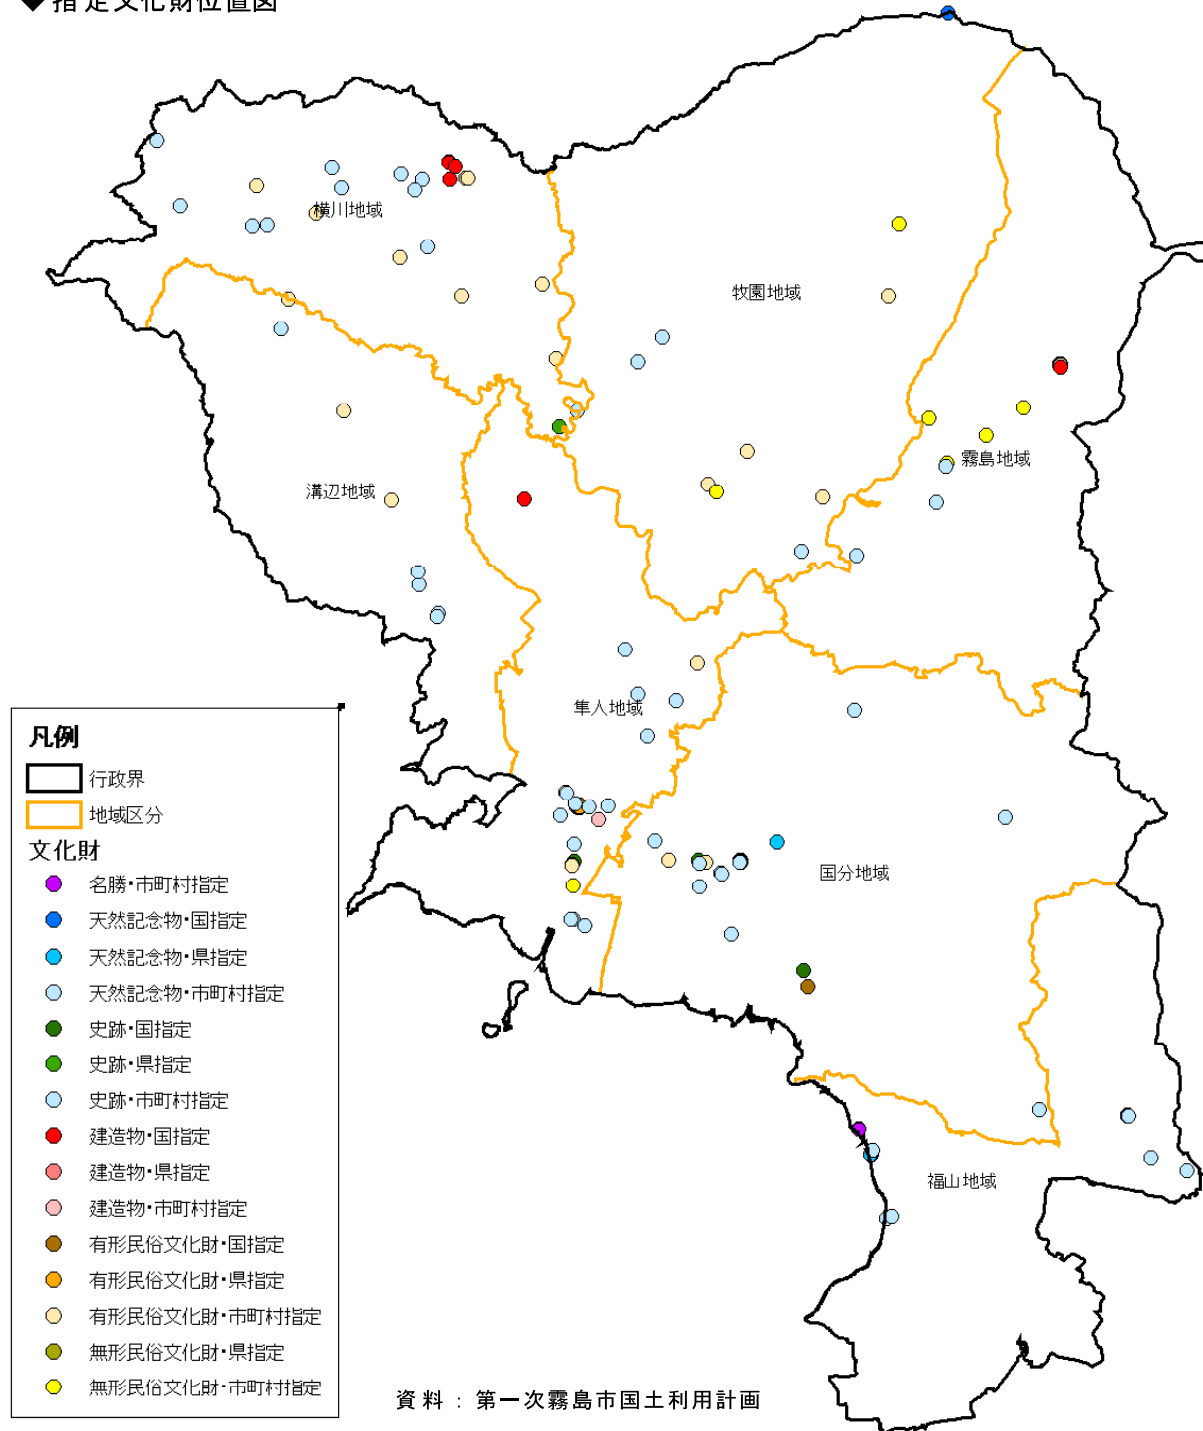 ◆指定文化財位置図
横川地域
牧園地域
霧島地域
溝辺地域
隼人地域
国分地域
福山地域
凡例
行政界
地域区分
文化財
名勝・市町村指定
天然記念物・国指定
天然記念物・県指定
天然記念物・市町村指定
史跡・国指定
史跡・県指定
史跡・市町村指定
建造物・国指定
建造物・県指定
建造物・市町村指定
有形民俗文化財・国指定
有形民俗文化財・県指定
有形民俗文化財・市町村指定
無形民俗文化財・県指定
無形民俗文化財・市町村指定
資料：第一次霧島市国土利用計画